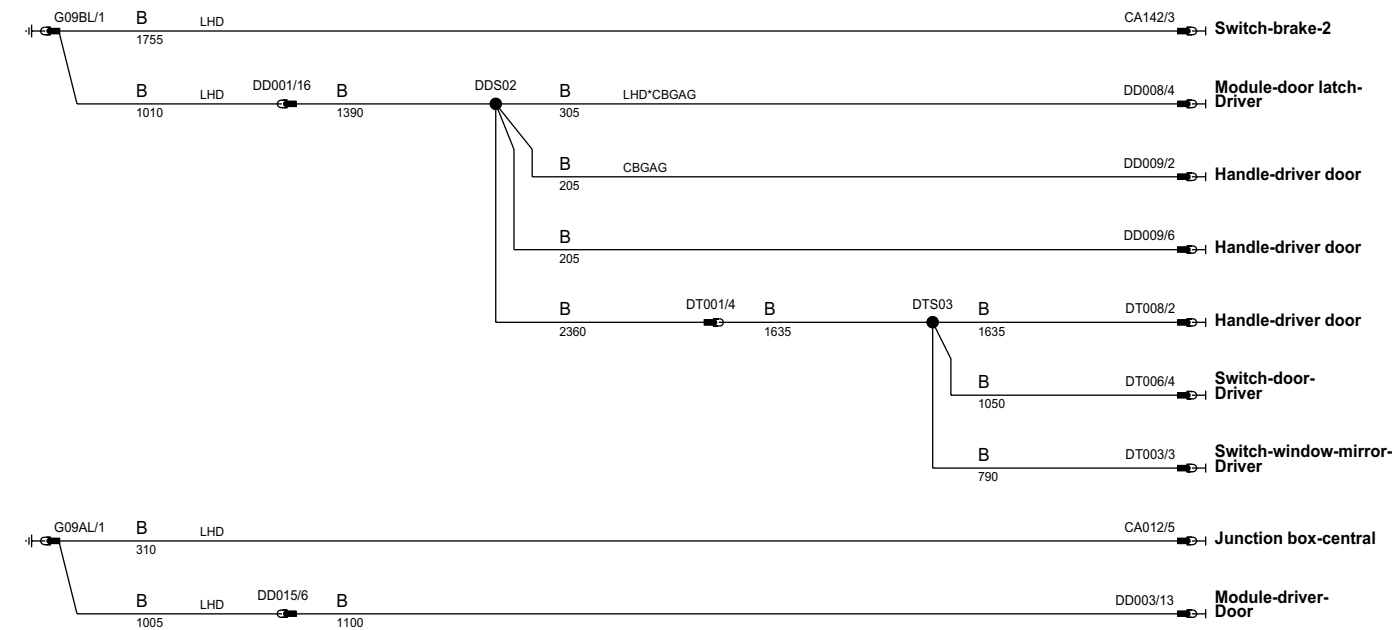 G09BL/1 B LHD CA142/3 Switch-brake-2
1755
B LHD DD001/16 B DDS02 B LHD*CBGAG DD008/4 Module-door latch-
Driver
1010 1390 305
B CBGAG DD009/2 Handle-driver door
205
B DD009/6 Handle-driver door
205
B DT001/4 B DTS03 B DT008/2 Handle-driver door
2360 1635 1635
B DT006/4 Switch-door-
Driver
1050
B DT003/3 Switch-window-mirror-
Driver
790
G09AL/1 B LHD CA012/5 Junction box-central
310
B LHD DD015/6 B DD003/13 Module-driver-
Door
1005 1100